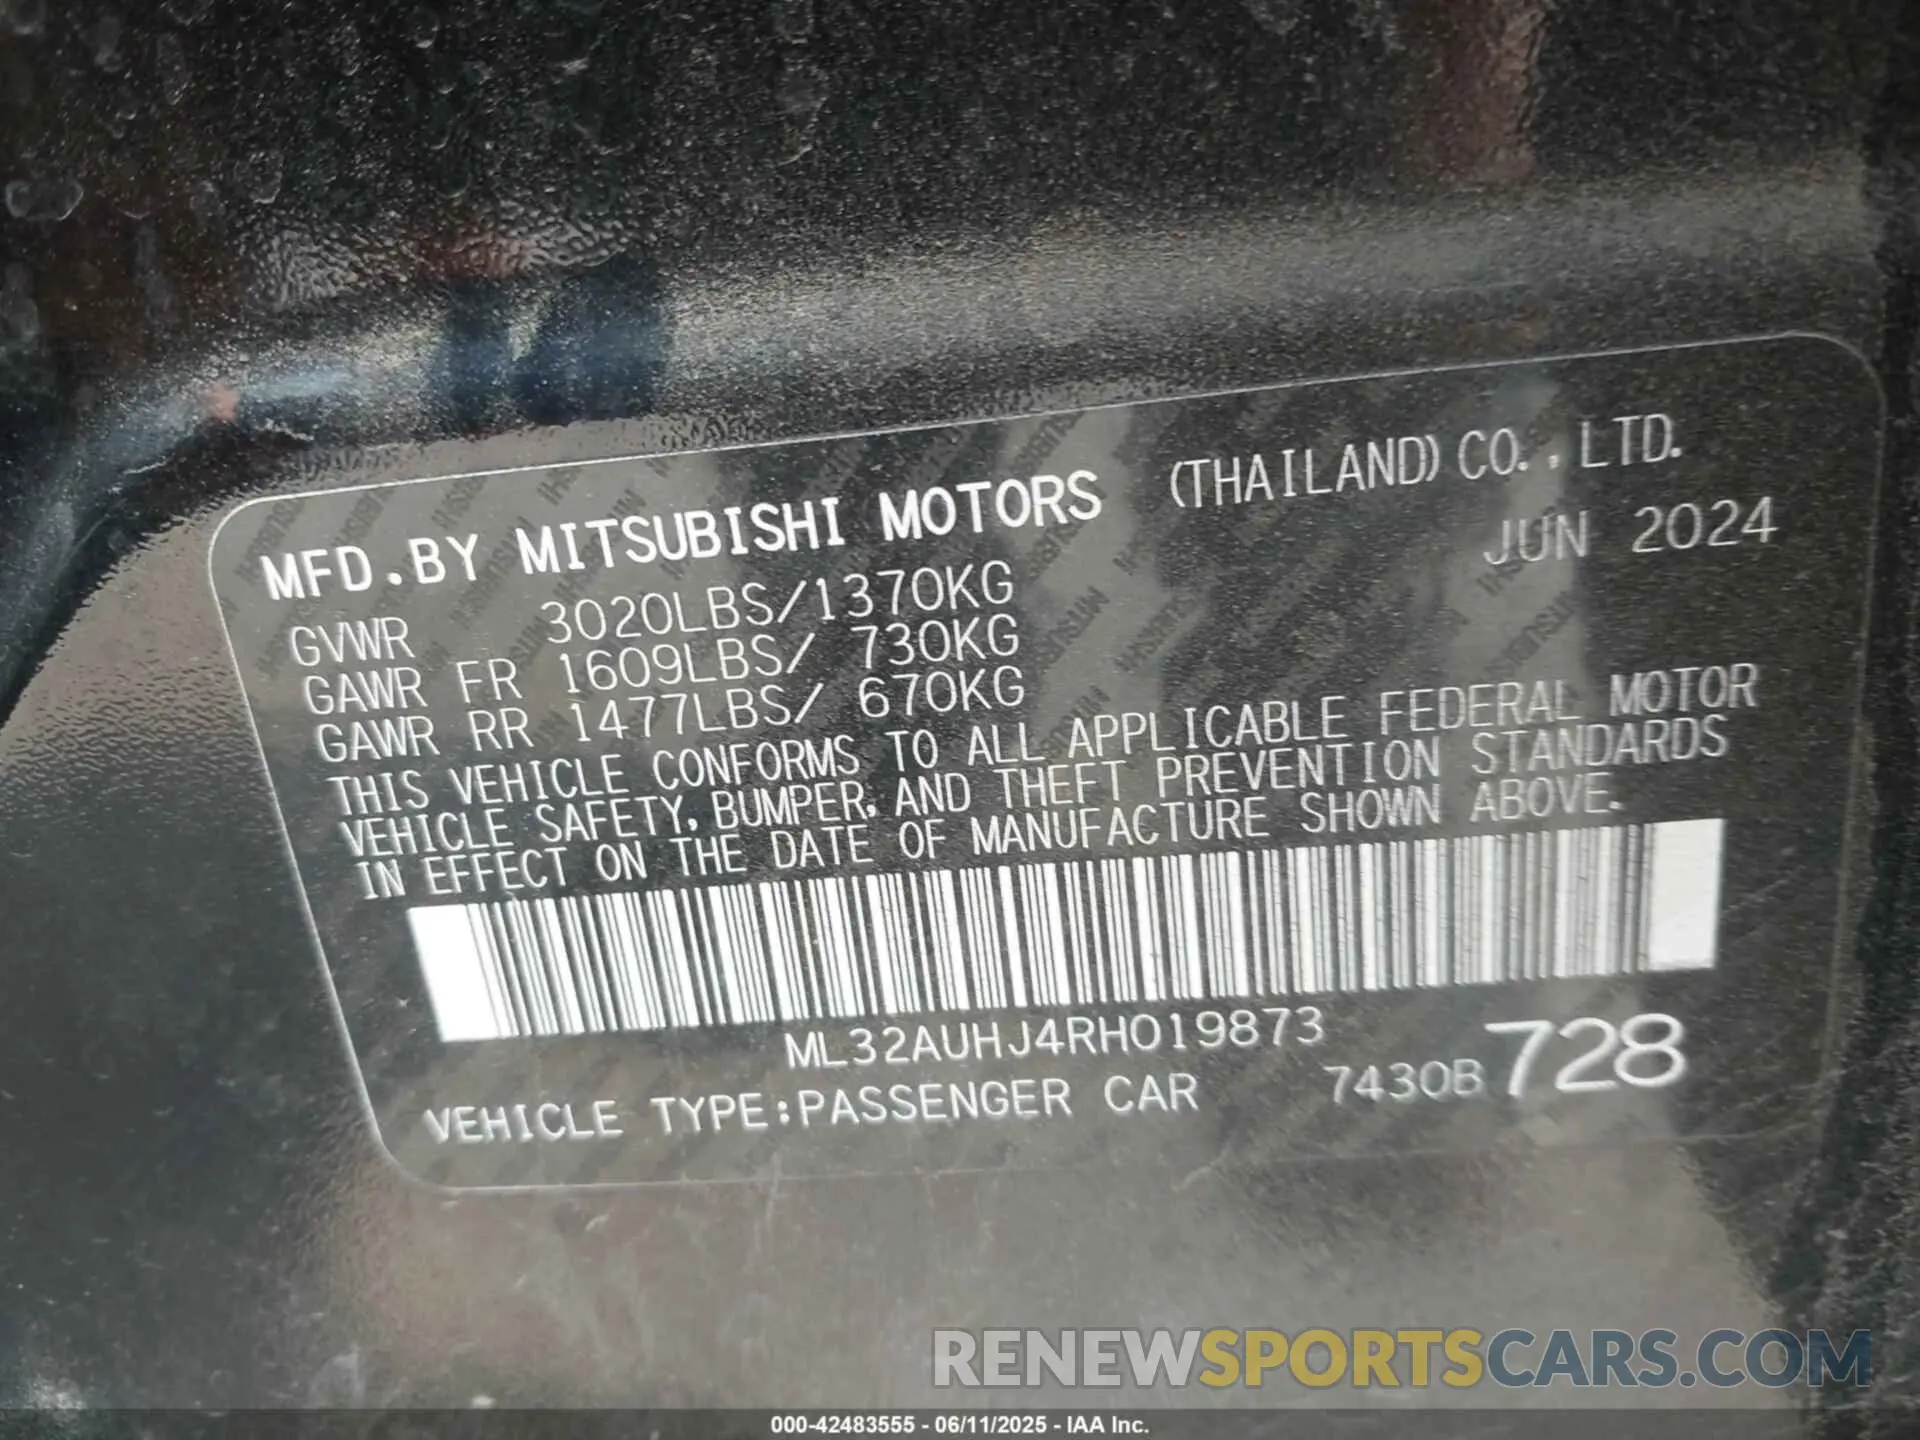 MFD.BY MITSUBISHI MOTORS (THAILAND) CO.,LTD.
JUN 2024
GVWR 3020LBS/1370KG
GAWR FR 1609LBS/ 730KG
GAWR RR 1477LBS/ 670KG
THIS VEHICLE CONFORMS TO ALL APPLICABLE FEDERAL MOTOR
VEHICLE SAFETY, BUMPER, AND THEFT PREVENTION STANDARDS
IN EFFECT ON THE DATE OF MANUFACTURE SHOWN ABOVE.
ML32AUHJ4RH019873
VEHICLE TYPE:PASSENGER CAR 7430B728
RENEWSPORTSCARS.COM
000-42483555 - 06/11/2025 - IAA Inc.